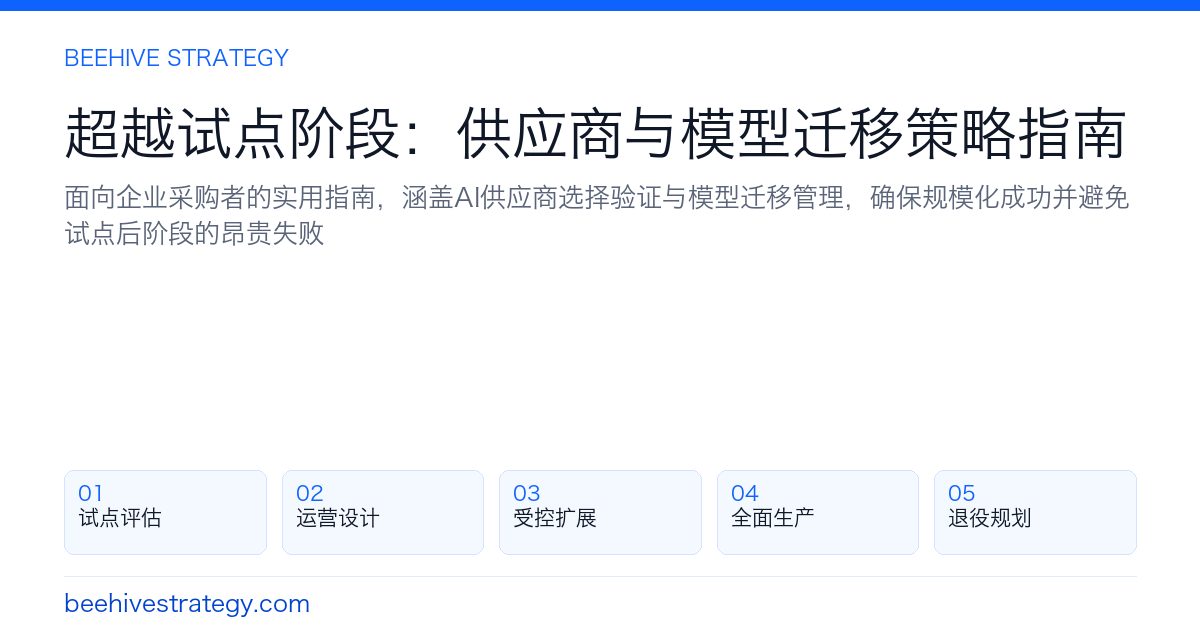 BEEHIVE STRATEGY
超越试点阶段：供应商与模型迁移策略指南
面向企业采购者的实用指南，涵盖AI供应商选择验证与模型迁移管理，确保规模化成功并避免
试点后阶段的昂贵失败
01
试点评估
02
运营设计
03
受控扩展
04
全面生产
05
退役规划
beehivestrategy.com